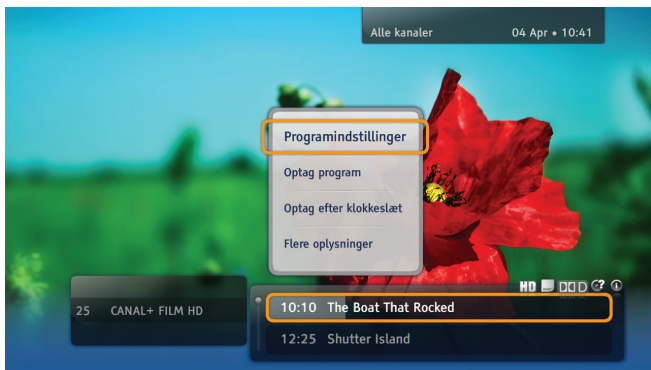 Alle kanaler 04 Apr • 10:41
Programindstillinger
Optag program
Optag efter klokkeslæt
Flere oplysninger
HD D ? i
25 CANAL+ FILM HD
10:10 The Boat That Rocked
12:25 Shutter Island